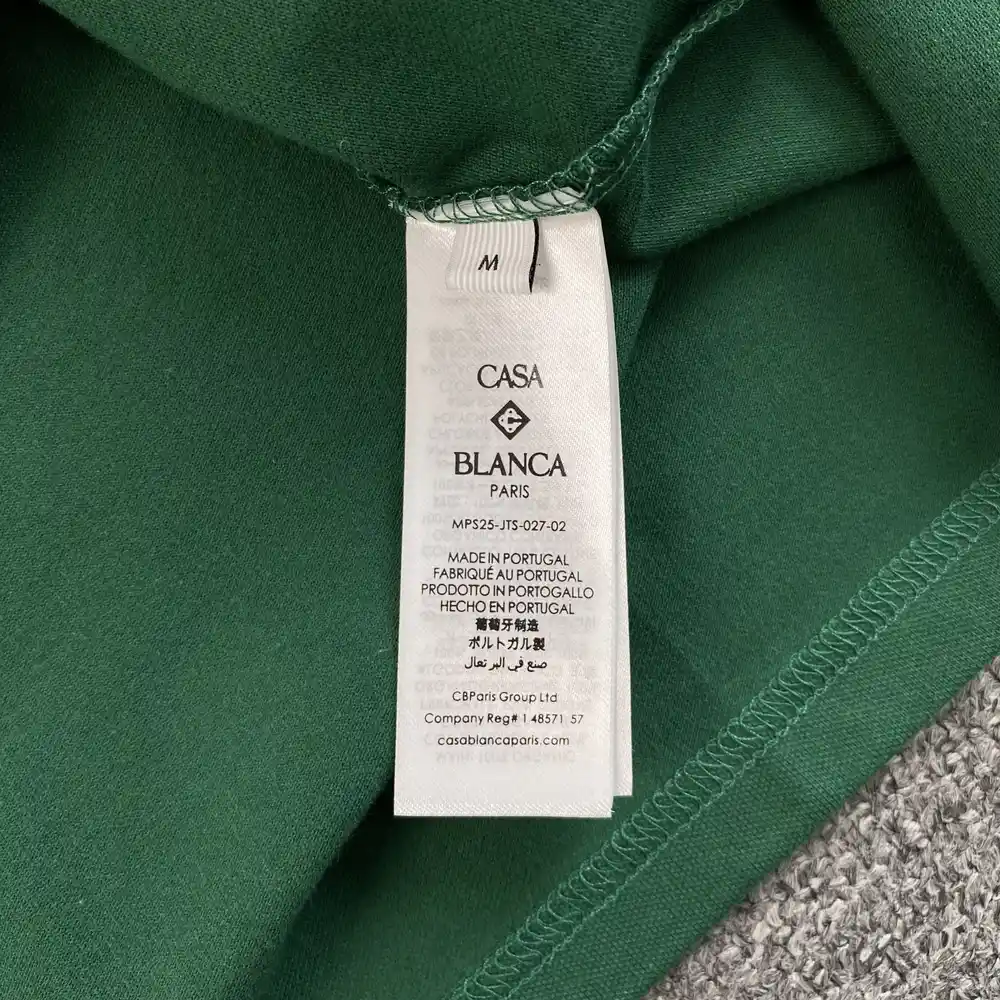 M
CASA
BLANCA
PARIS
MPS25-JTS-027-02
MADE IN PORTUGAL
FABRIQUÉ AU PORTUGAL
PRODOTTO IN PORTOGALLO
HECHO EN PORTUGAL
葡萄牙制造
ポルトガル製
صنع في البر تعال
CBParis Group Ltd
Company Reg# 1 48571 57
casablancaparis.com